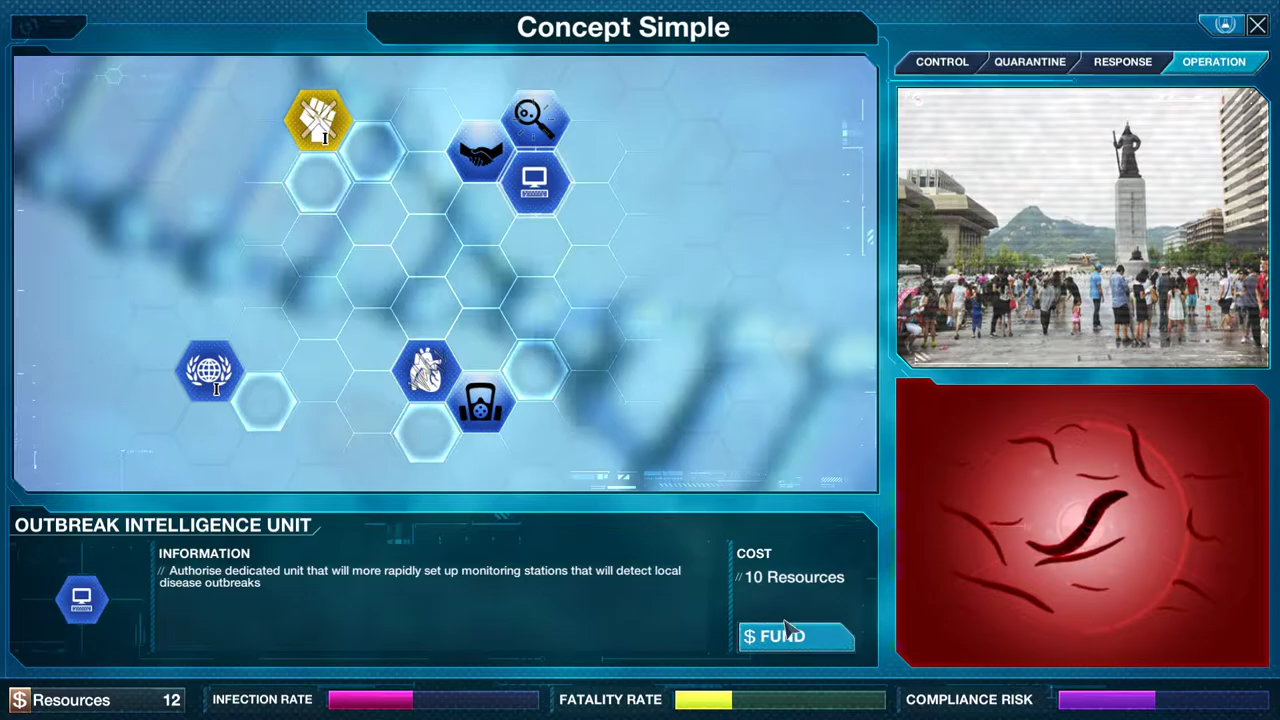 Concept Simple
CONTROL
QUARANTINE
RESPONSE
OPERATION
I
I
OUTBREAK INTELLIGENCE UNIT
INFORMATION
// Authorise dedicated unit that will more rapidly set up monitoring stations that will detect local
disease outbreaks
COST
// 10 Resources
$ FUND
$ Resources 12
INFECTION RATE
FATALITY RATE
COMPLIANCE RISK